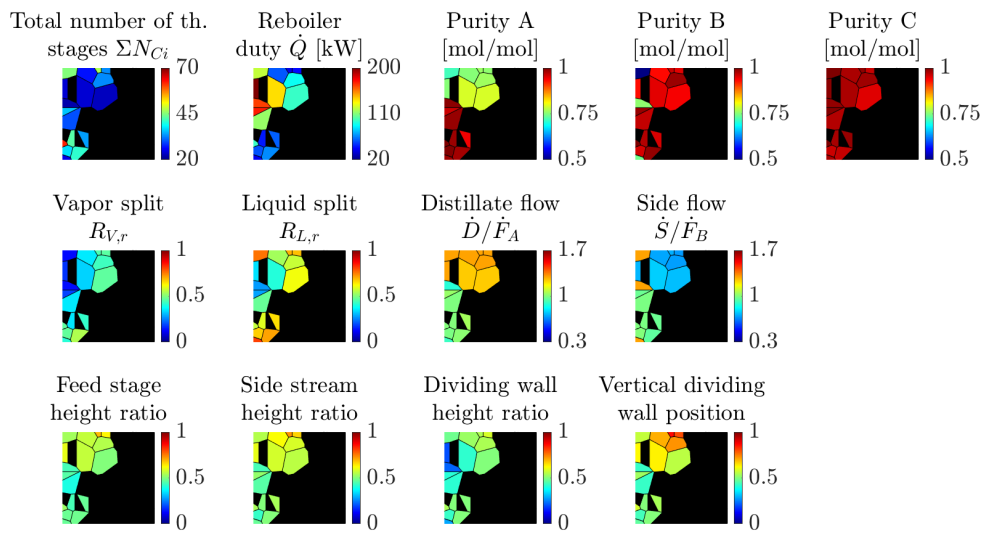 Total number of th.
stages ΣN_{Ci}
70
45
20
Reboiler
duty Q̇ [kW]
200
110
20
Purity A
[mol/mol]
1
0.75
0.5
Purity B
[mol/mol]
1
0.75
0.5
Purity C
[mol/mol]
1
0.75
0.5
Vapor split
R_{V,r}
1
0.5
0
Liquid split
R_{L,r}
1
0.5
0
Distillate flow
Ḋ/Ḟ_A
1.7
1
0.3
Side flow
Ṡ/Ḟ_B
1.7
1
0.3
Feed stage
height ratio
1
0.5
0
Side stream
height ratio
1
0.5
0
Dividing wall
height ratio
1
0.5
0
Vertical dividing
wall position
1
0.5
0